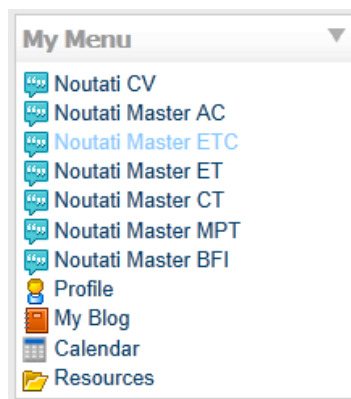 My Menu
Noutati CV
Noutati Master AC
Noutati Master ETC
Noutati Master ET
Noutati Master CT
Noutati Master MPT
Noutati Master BFI
Profile
My Blog
Calendar
Resources